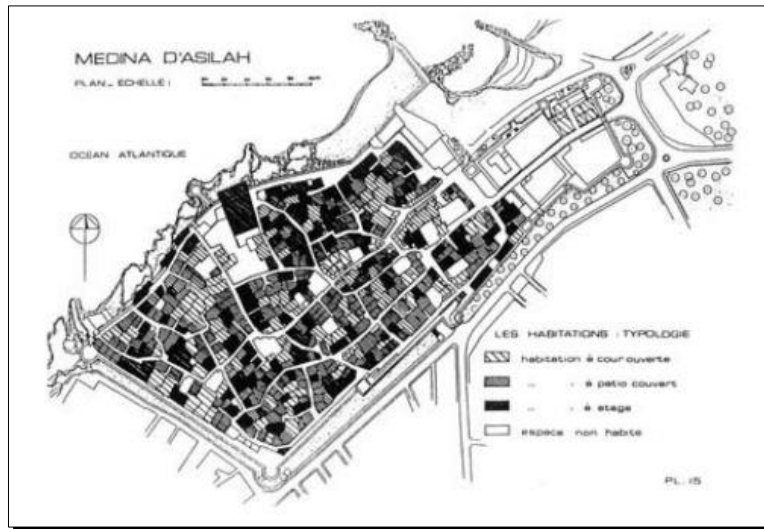 MEDINA D'ASILAH
PLAN _ ECHELLE :
OCEAN ATLANTIQUE
LES HABITATIONS : TYPOLOGIE
habitation à cour ouverte
" " à patio couvert
" " à etage
espace non habité
PL. 15